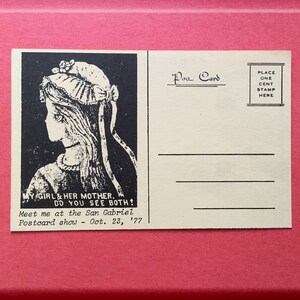 Post Card
PLACE
ONE
CENT
STAMP
HERE
MY GIRL & HER MOTHER.
DO YOU SEE BOTH?
Meet me at the San Gabriel
Postcard show - Oct. 23, '77